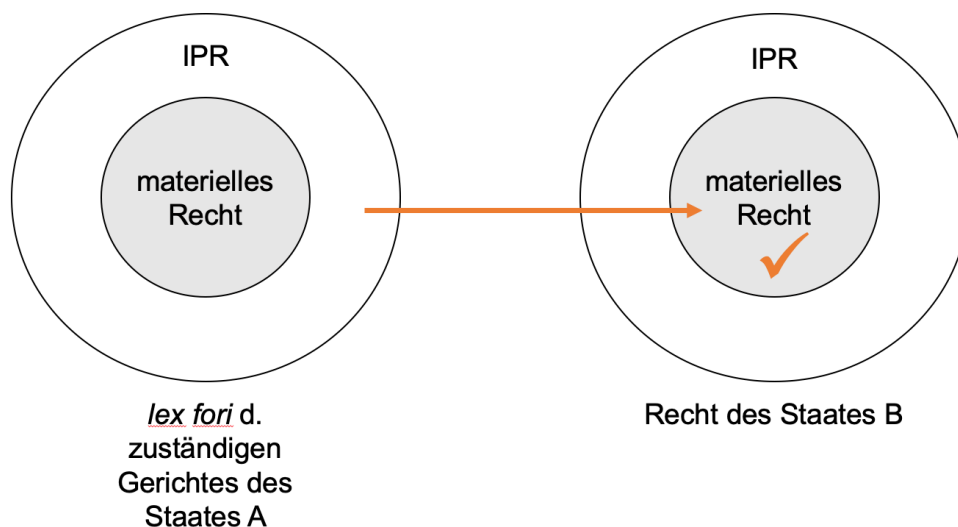 IPR
materielles
Recht
lex fori d.
zuständigen
Gerichtes des
Staates A
IPR
materielles
Recht
Recht des Staates B